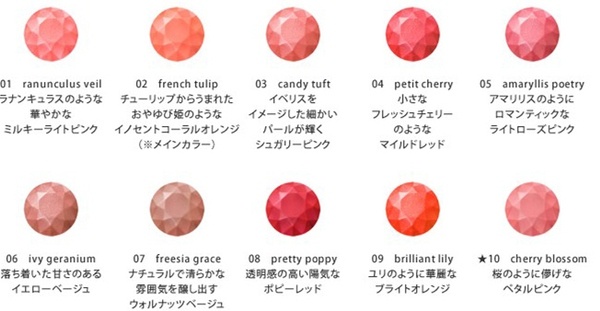 01 ranunculus veil
ラナンキュラスのような
華やかな
ミルキーライトピンク
02 french tulip
チューリップからうまれた
おやゆび姫のような
イノセントコーラルオレンジ
（※メインカラー）
03 candy tuft
イベリスを
イメージした細かい
パールが輝く
シュガリーピンク
04 petit cherry
小さな
フレッシュチェリー
のような
マイルドレッド
05 amaryllis poetry
アマリリスのように
ロマンティックな
ライトローズピンク
06 ivy geranium
落ち着いた甘さのある
イエローベージュ
07 freesia grace
ナチュラルで清らかな
雰囲気を醸し出す
ウォルナッツベージュ
08 pretty poppy
透明感の高い陽気な
ポピーレッド
09 brilliant lily
ユリのように華麗な
ブライトオレンジ
★10 cherry blossom
桜のように儚げな
ペタルピンク